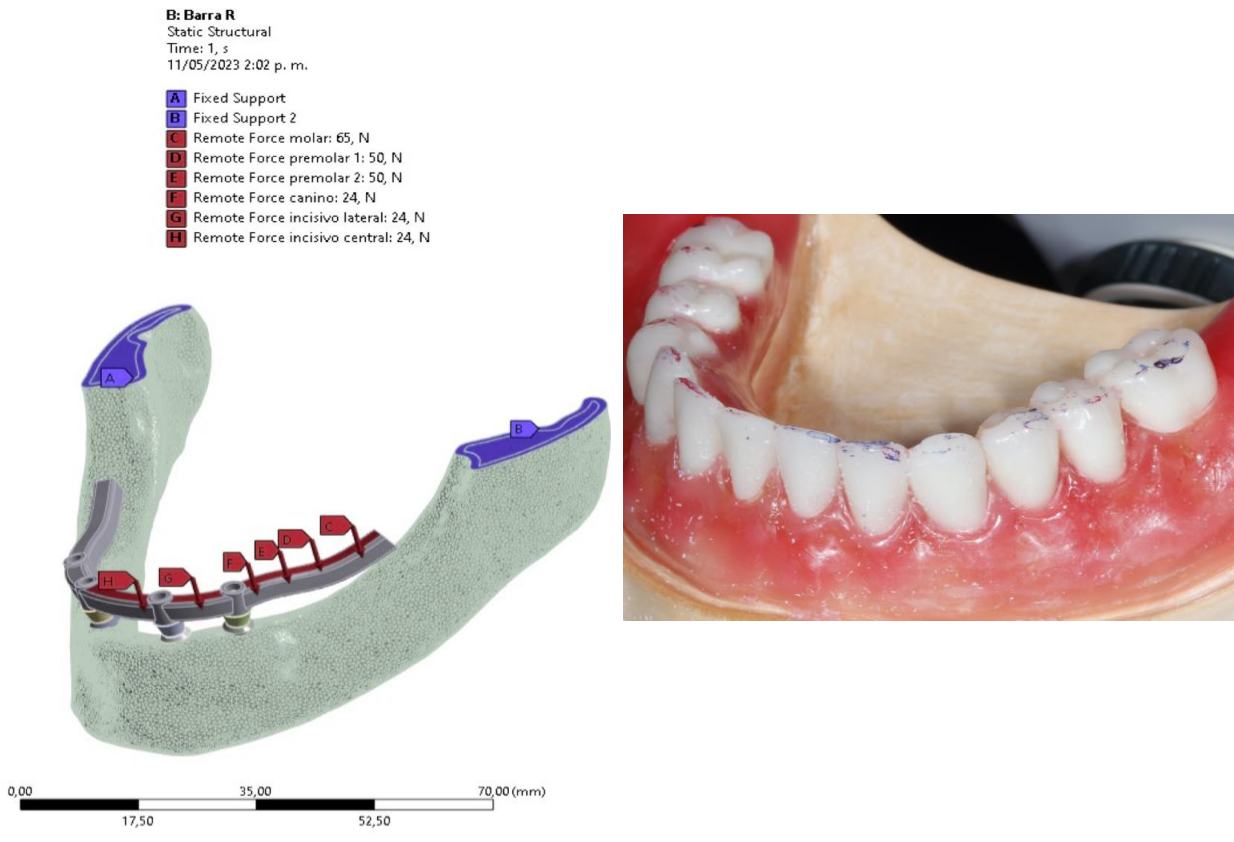 B: Barra R
Static Structural
Time: 1, s
11/05/2023 2:02 p. m.
A Fixed Support
B Fixed Support 2
C Remote Force molar: 65, N
D Remote Force premolar 1: 50, N
E Remote Force premolar 2: 50, N
F Remote Force canino: 24, N
G Remote Force incisivo lateral: 24, N
H Remote Force incisivo central: 24, N
A
B
C
D
E
F
G
H
0,00 35,00 70,00 (mm)
17,50 52,50